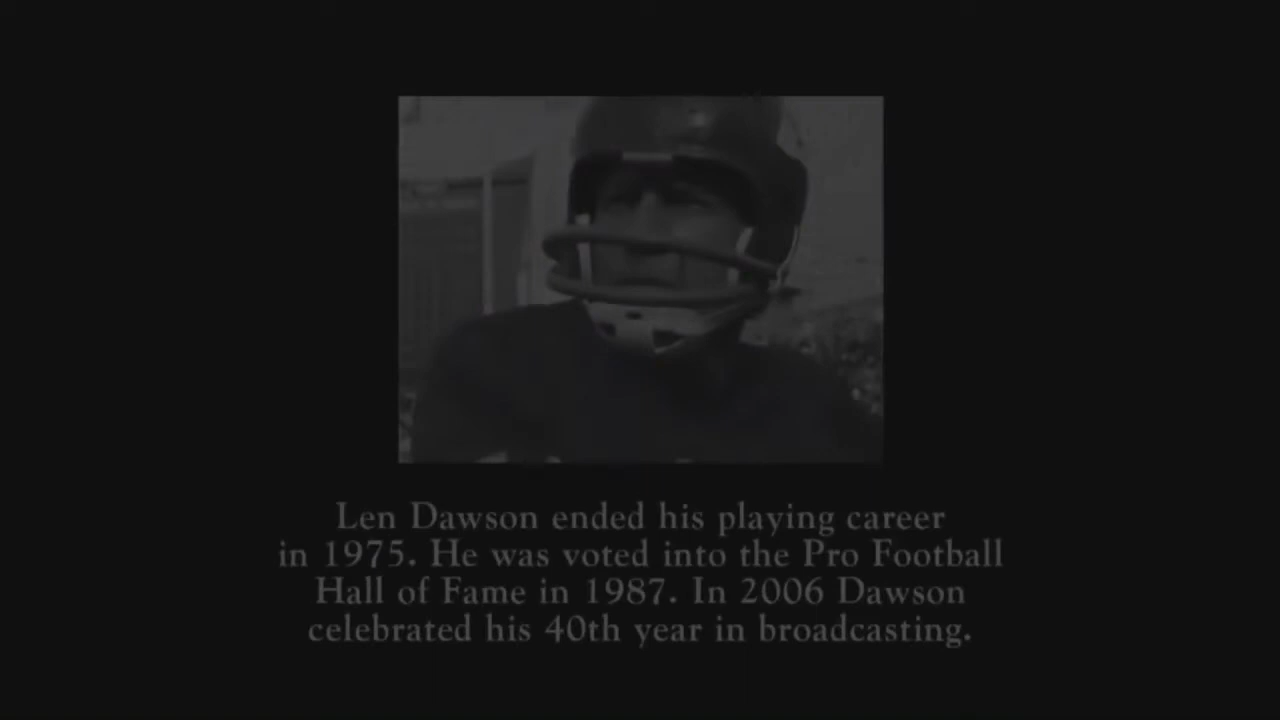 Len Dawson ended his playing career
in 1975. He was voted into the Pro Football
Hall of Fame in 1987. In 2006 Dawson
celebrated his 40th year in broadcasting.